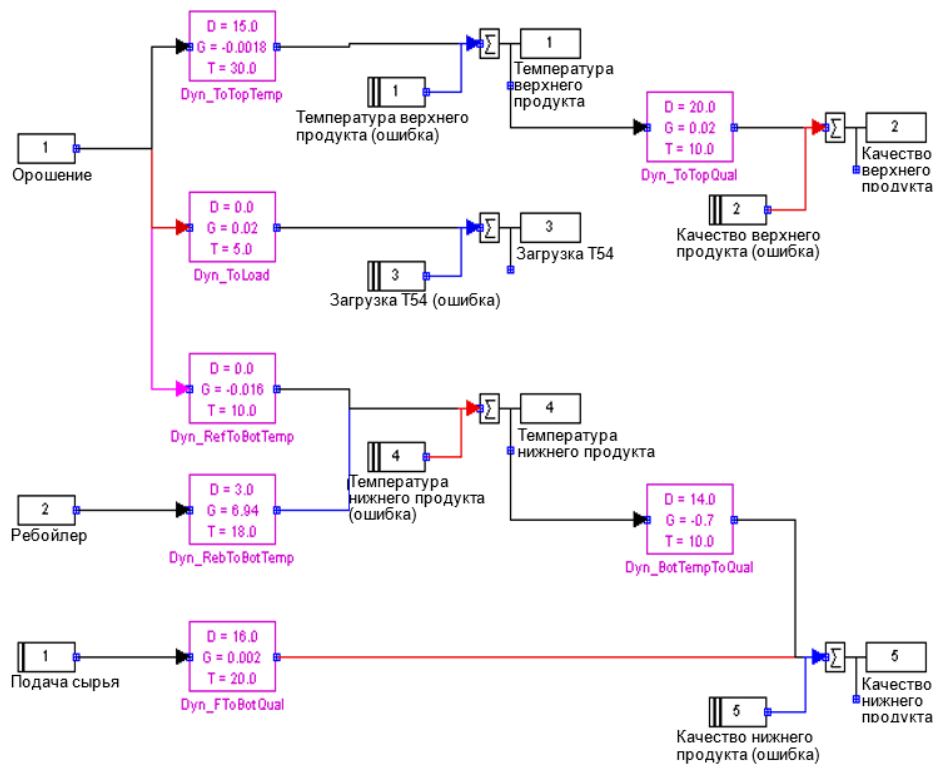 D = 15.0
G = -0.0018
T = 30.0
Dyn_ToTopTemp
Σ
1
Температура
верхнего
продукта
1
Температура верхнего
продукта (ошибка)
D = 20.0
G = 0.02
T = 10.0
Dyn_ToTopQual
Σ
2
Качество
верхнего
продукта
2
Качество верхнего
продукта (ошибка)
1
Орошение
D = 0.0
G = 0.02
T = 5.0
Dyn_ToLoad
Σ
3
Загрузка Т54
3
Загрузка Т54 (ошибка)
D = 0.0
G = -0.016
T = 10.0
Dyn_RefToBotTemp
Σ
4
Температура
нижнего продукта
4
Температура
нижнего продукта
(ошибка)
2
Ребойлер
D = 3.0
G = 6.94
T = 18.0
Dyn_RebToBotTemp
D = 14.0
G = -0.7
T = 10.0
Dyn_BotTempToQual
1
Подача сырья
D = 16.0
G = 0.002
T = 20.0
Dyn_FToBotQual
Σ
5
Качество
нижнего
продукта
5
Качество нижнего
продукта (ошибка)